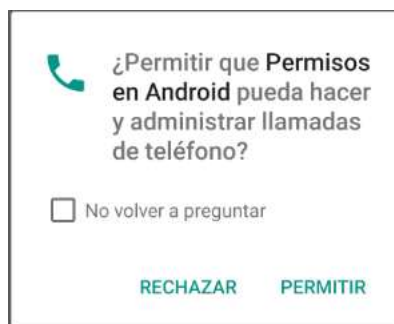 ¿Permitir que Permisos
en Android pueda hacer
y administrar llamadas
de teléfono?
No volver a preguntar
RECHAZAR PERMITIR